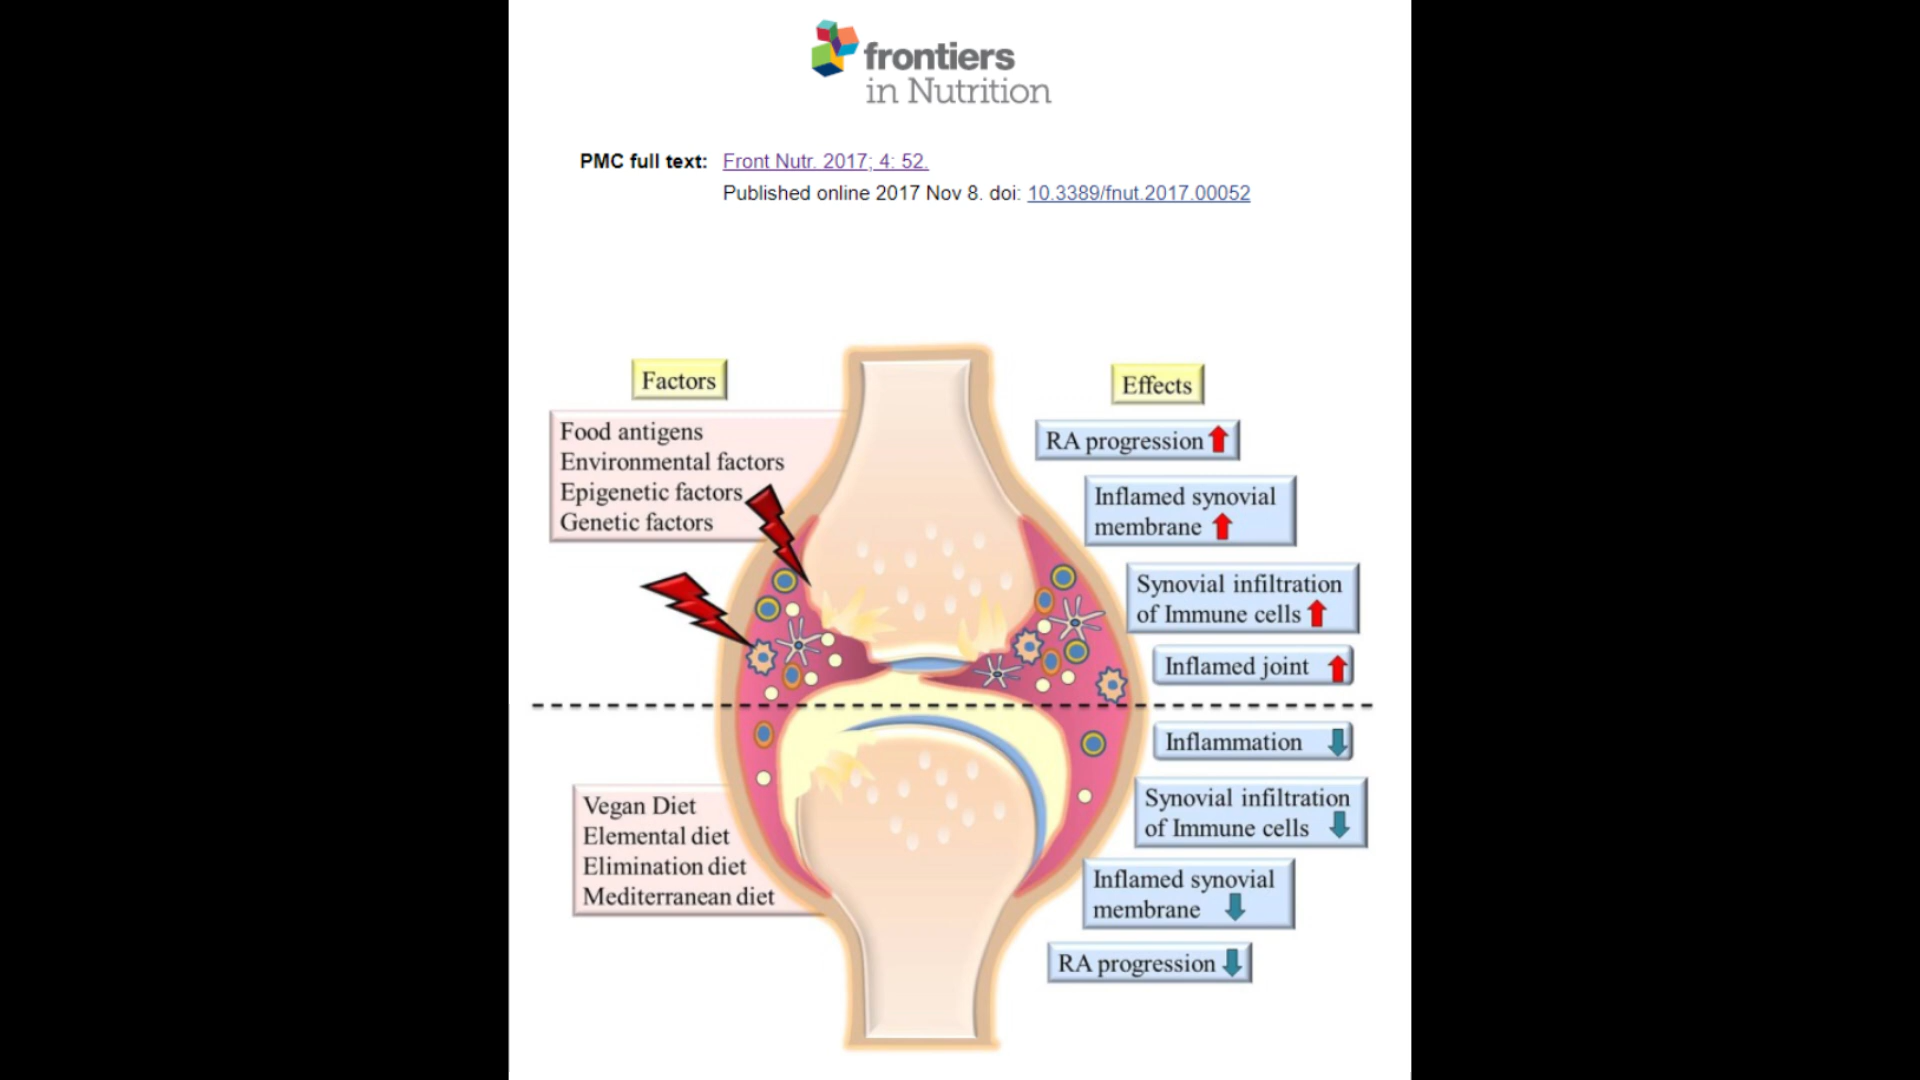 frontiers
in Nutrition
PMC full text: Front Nutr. 2017; 4: 52.
Published online 2017 Nov 8. doi: 10.3389/fnut.2017.00052
Factors
Food antigens
Environmental factors
Epigenetic factors
Genetic factors
Effects
RA progression
Inflamed synovial
membrane
Synovial infiltration
of Immune cells
Inflamed joint
Vegan Diet
Elemental diet
Elimination diet
Mediterranean diet
Inflammation
Synovial infiltration
of Immune cells
Inflamed synovial
membrane
RA progression